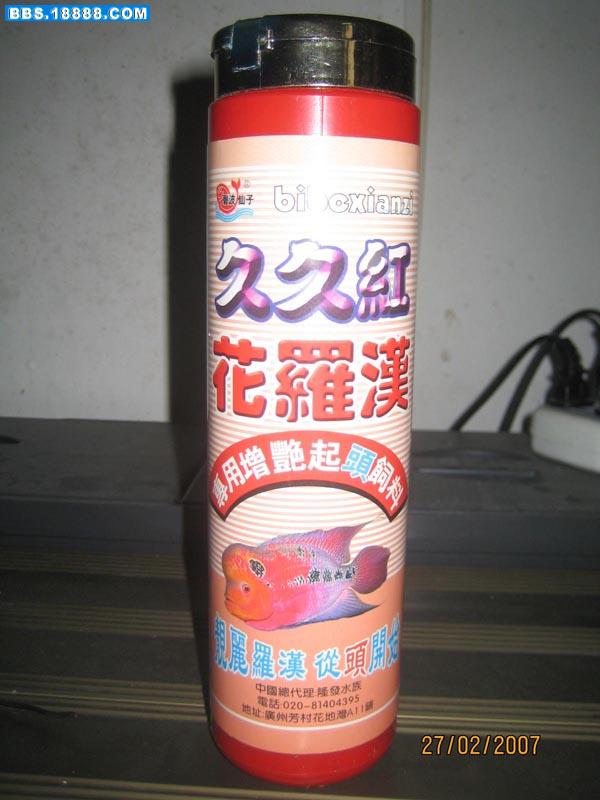 BBS.18888.COM
碧波仙子
biboxianzi
久久紅
花羅漢
專用增艷起頭飼料
靚麗羅漢 從頭開始
中國總代理:隆發水族
電話:020-81404395
地址:廣州芳村花地灣A11鋪
27/02/2007